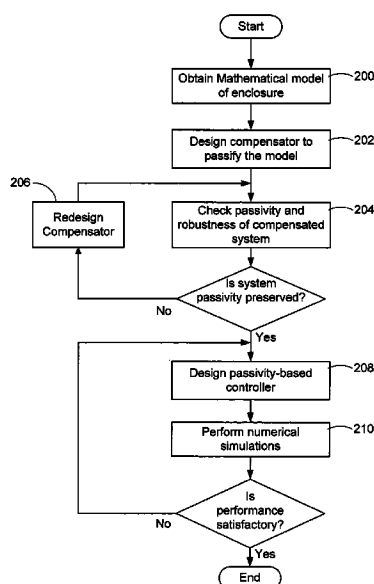 Start
Obtain Mathematical model
of enclosure
200
Design compensator to
passify the model
202
206
Redesign
Compensator
Check passivity and
robustness of compensated
system
204
Is system
passivity preserved?
No
Yes
Design passivity-based
controller
208
Perform numerical
simulations
210
Is
performance
satisfactory?
No
Yes
End